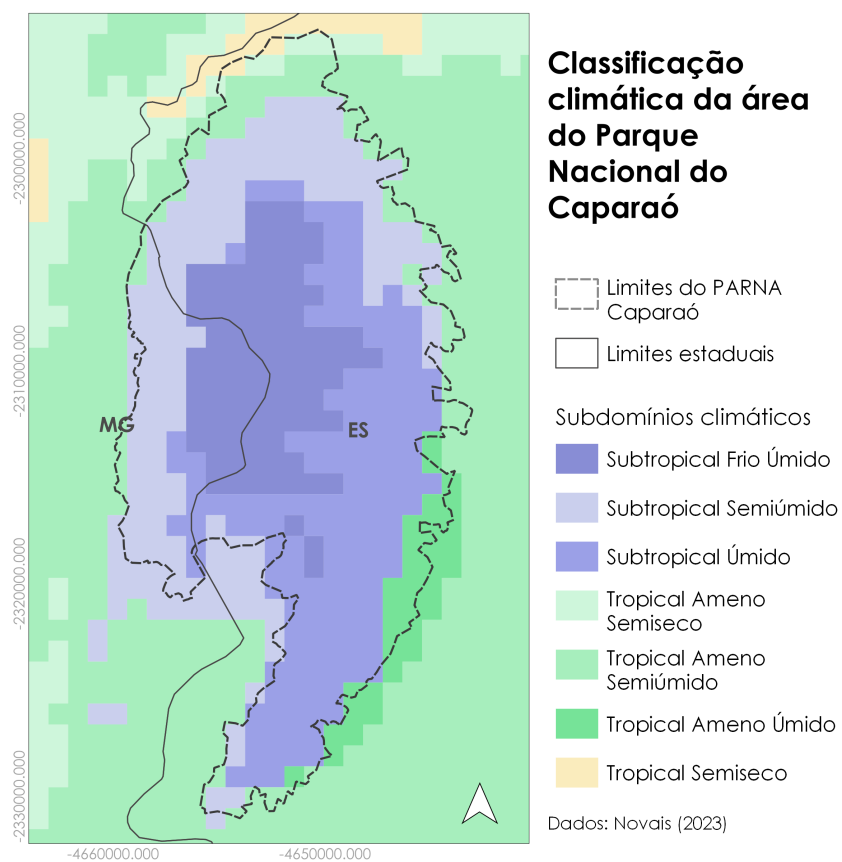 Classificação
climática da área
do Parque
Nacional do
Caparaó
Limites do PARNA
Caparaó
Limites estaduais
Subdomínios climáticos
Subtropical Frio Úmido
Subtropical Semiúmido
Subtropical Úmido
Tropical Ameno
Semiseco
Tropical Ameno
Semiúmido
Tropical Ameno Úmido
Tropical Semiseco
Dados: Novais (2023)
MG
ES
-2300000.000
-2310000.000
-2320000.000
-2330000.000
-4660000.000
-4650000.000